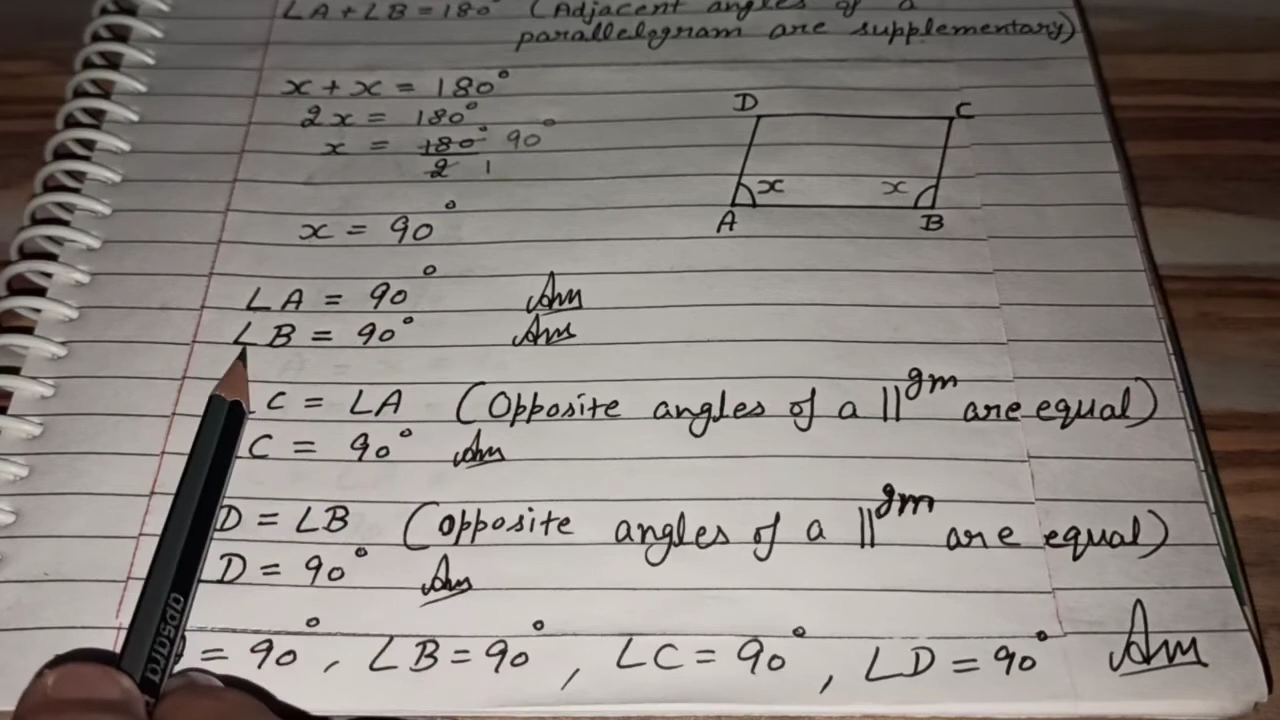 ∠A + ∠B = 180° (Adjacent angles of a
parallelogram are supplementary)
x + x = 180°
2x = 180°
x = 180° 90°
2 1
x = 90°
D C
x x
A B
∠A = 90° Ans
∠B = 90° Ans
C = ∠A (Opposite angles of a ||gm are equal)
C = 90° Ans
D = ∠B (Opposite angles of a ||gm are equal)
D = 90° Ans
= 90°, ∠B = 90°, ∠C = 90°, ∠D = 90° Ans
apsara